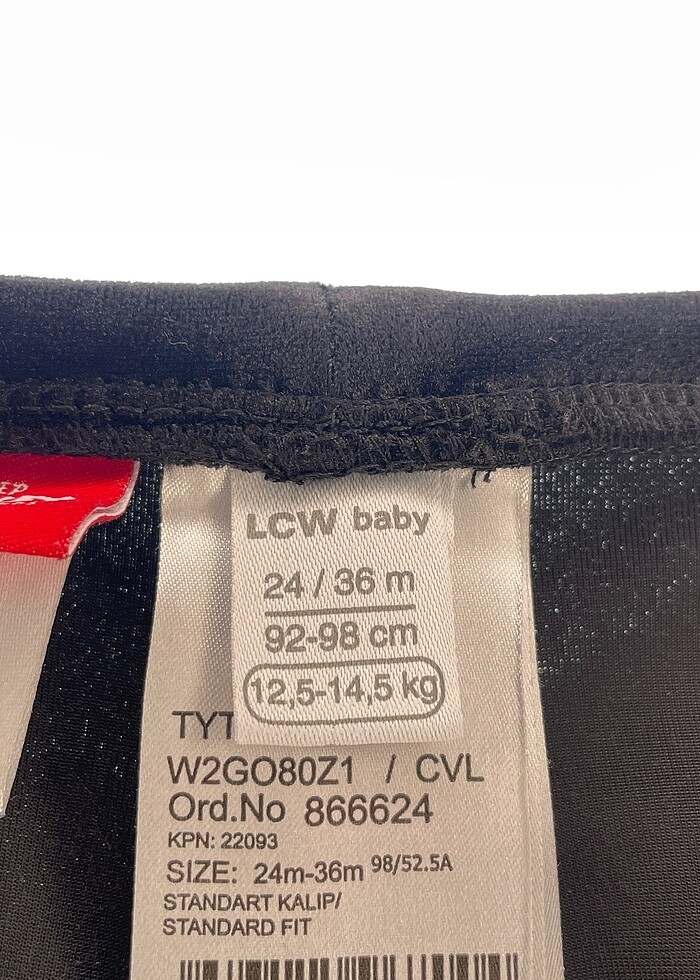 LCW baby
24 / 36 m
92-98 cm
12,5-14,5 kg
TYT
W2GO80Z1 / CVL
Ord.No 866624
KPN: 22093
SIZE: 24m-36m 98/52.5A
STANDART KALIP/
STANDARD FIT